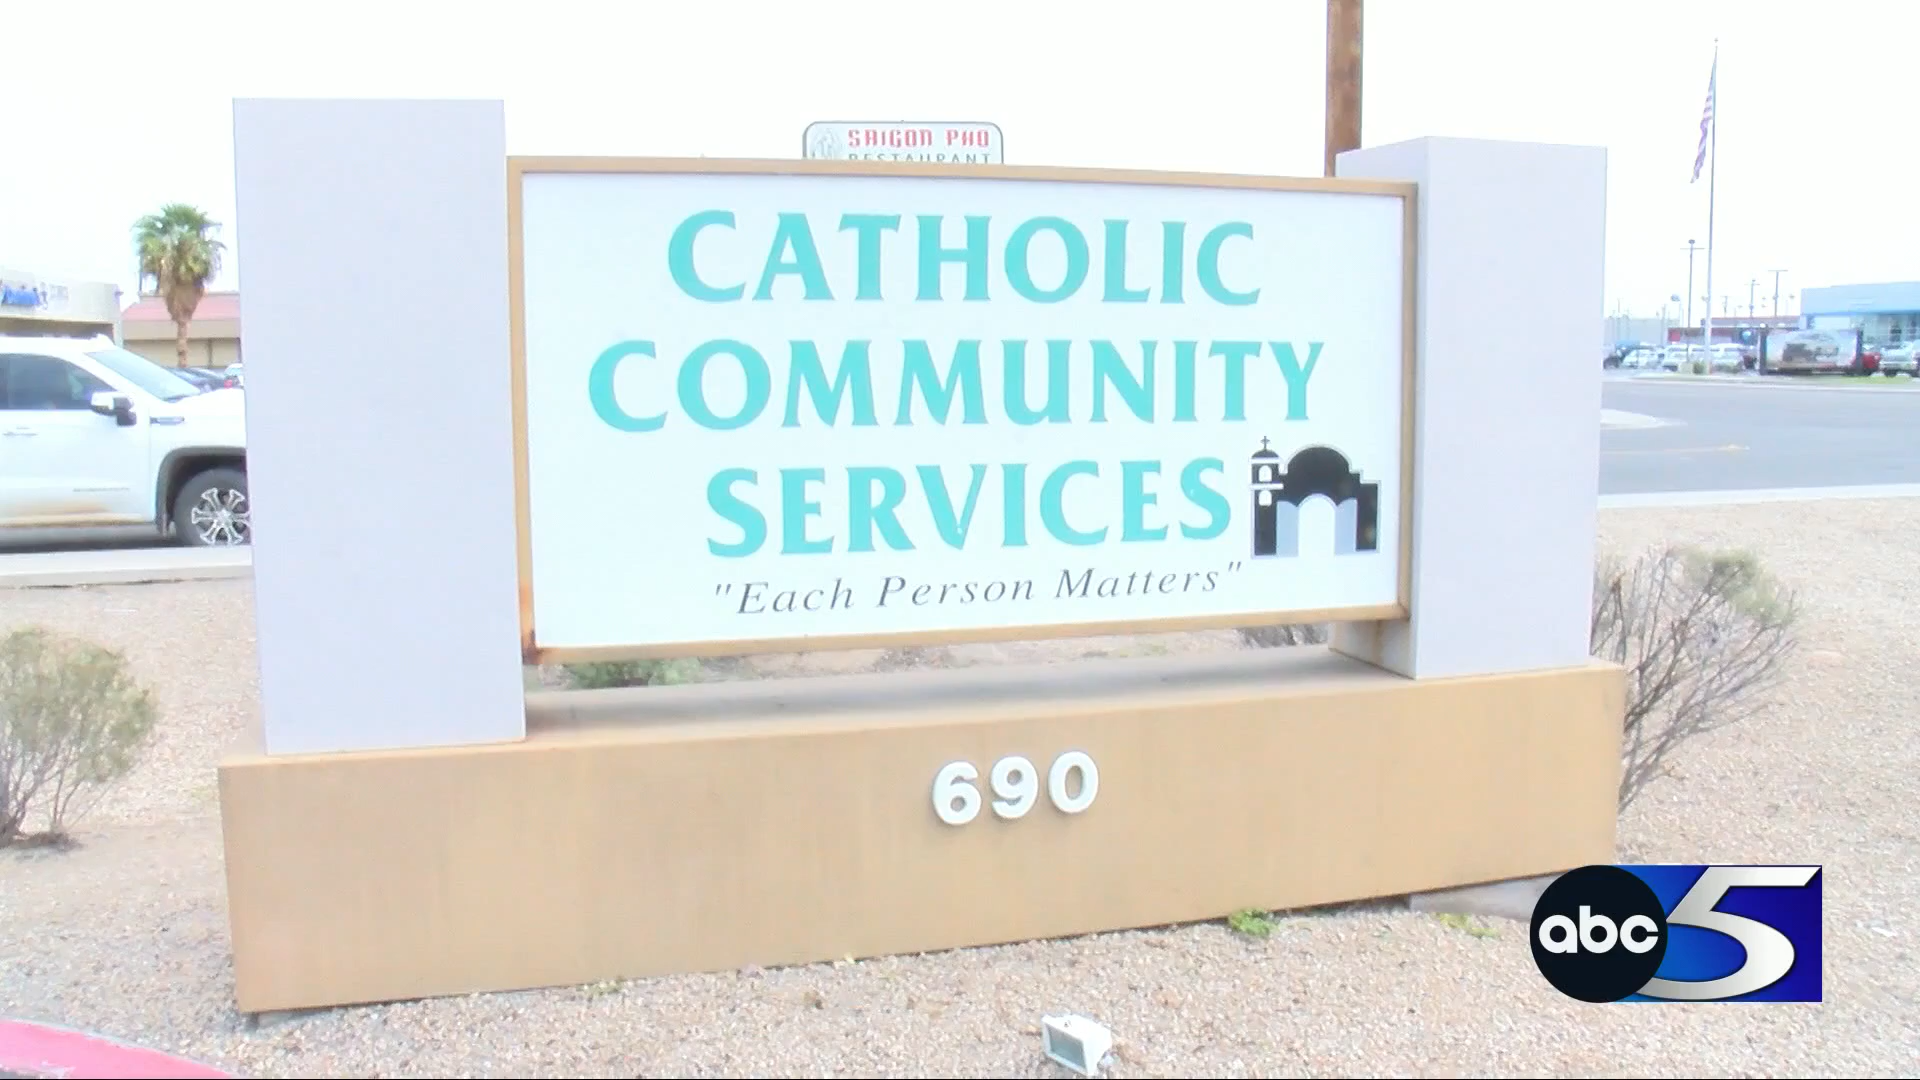 SAIGON PHO
RESTAURANT
CATHOLIC
COMMUNITY
SERVICES
"Each Person Matters"
690
abc 5